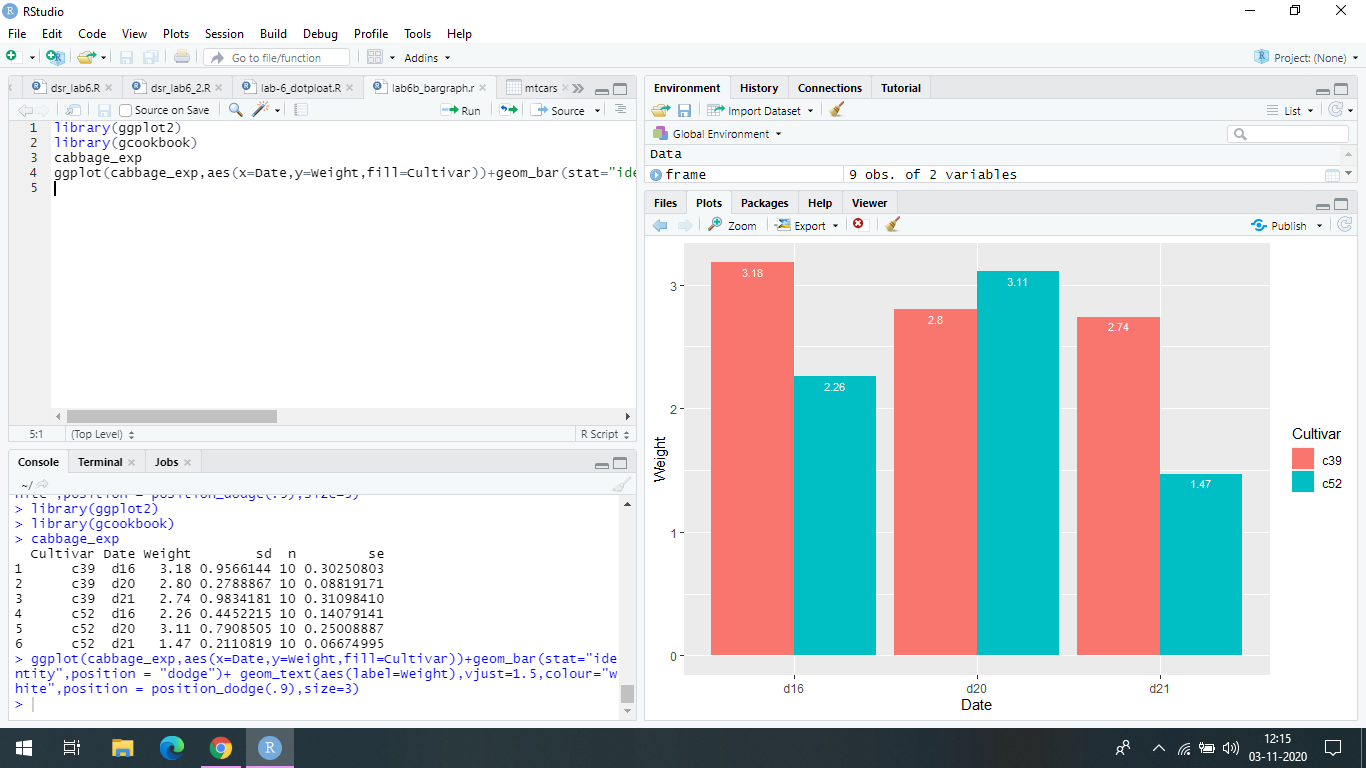 RStudio
File Edit Code View Plots Session Build Debug Profile Tools Help
Go to file/function Addins Project: (None)
dsr_lab6.R dsr_lab6_2.R lab-6_dotploat.R lab6b_bargraph.r mtcars
Source on Save Run Source
1 library(ggplot2)
2 library(gcookbook)
3 cabbage_exp
4 ggplot(cabbage_exp,aes(x=Date,y=Weight,fill=Cultivar))+geom_bar(stat="ide
5
5:1 (Top Level) R Script
Console Terminal Jobs
~/
hite",position = position_dodge(.9),size=3)
> library(ggplot2)
> library(gcookbook)
> cabbage_exp
Cultivar Date Weight sd n se
1 c39 d16 3.18 0.9566144 10 0.30250803
2 c39 d20 2.80 0.2788867 10 0.08819171
3 c39 d21 2.74 0.9834181 10 0.31098410
4 c52 d16 2.26 0.4452215 10 0.14079141
5 c52 d20 3.11 0.7908505 10 0.25008887
6 c52 d21 1.47 0.2110819 10 0.06674995
> ggplot(cabbage_exp,aes(x=Date,y=Weight,fill=Cultivar))+geom_bar(stat="ide
ntity",position = "dodge")+ geom_text(aes(label=Weight),vjust=1.5,colour="w
hite",position = position_dodge(.9),size=3)
>
Environment History Connections Tutorial
Import Dataset List
Global Environment
Data
frame 9 obs. of 2 variables
Files Plots Packages Help Viewer
Zoom Export Publish
3.18
3.11
3
2.8
2.74
2.26
2
1.47
1
0
Weight
d16 d20 d21
Date
Cultivar
c39
c52
R
12:15
03-11-2020